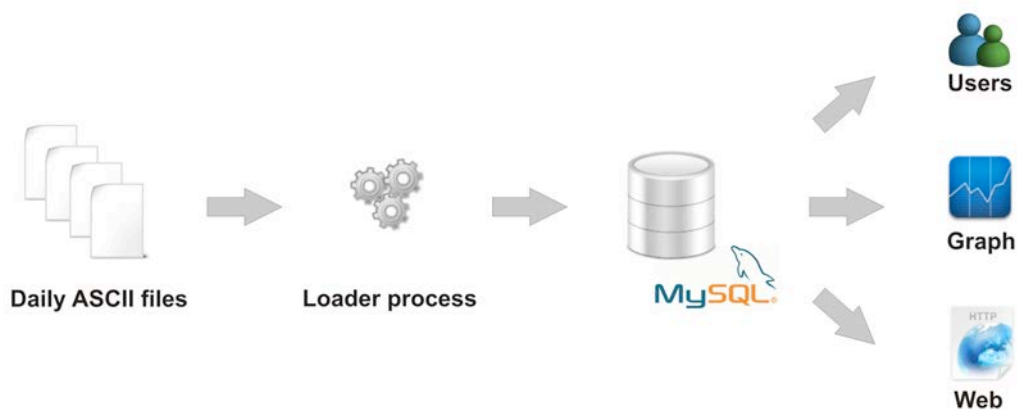 Users
Graph
Daily ASCII files
Loader process
MySQL®
HTTP
Web